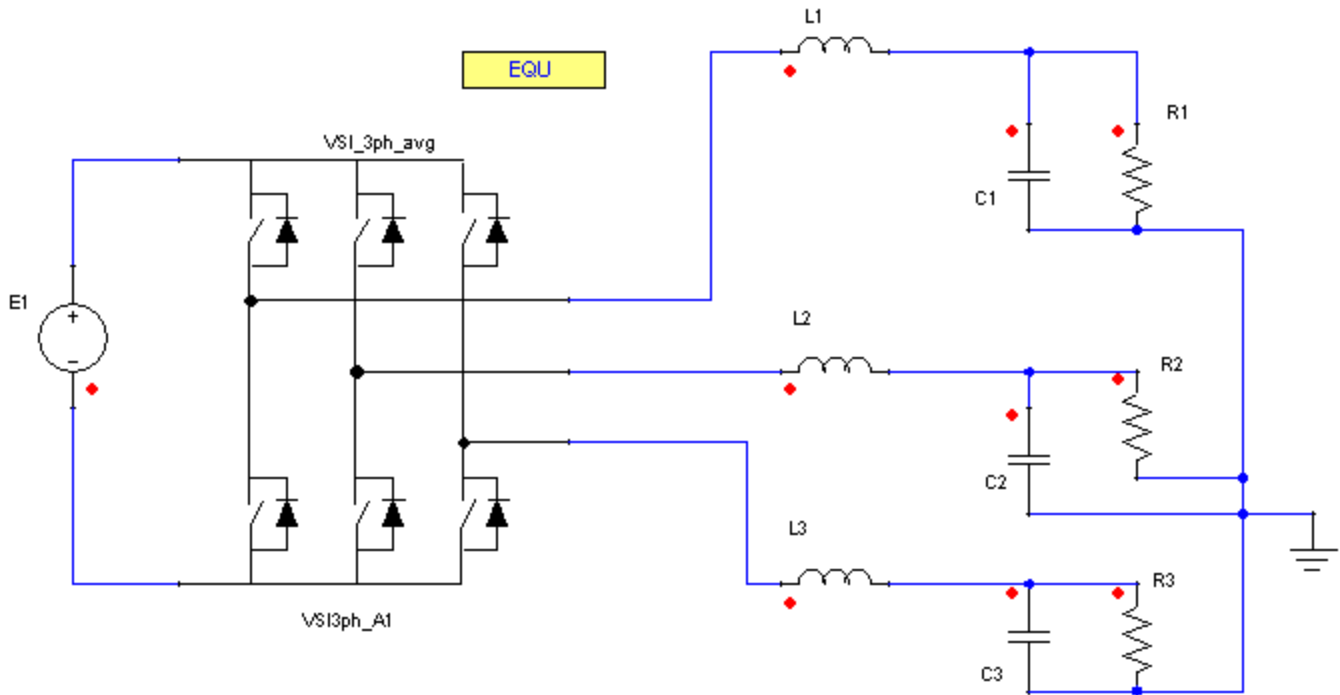 L1
EQU
R1
VSI_3ph_avg
C1
E1
L2
R2
C2
L3
R3
VSI3ph_A1
C3